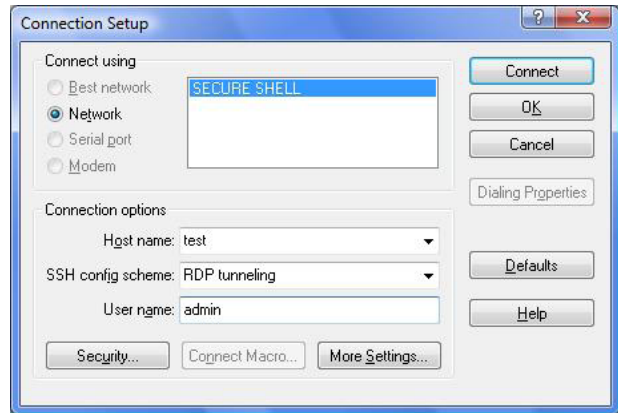 Connection Setup
Connect using
Best network
Network
Serial port
Modem
SECURE SHELL
Connect
OK
Cancel
Dialing Properties
Connection options
Host name: test
SSH config scheme: RDP tunneling
User name: admin
Defaults
Help
Security...
Connect Macro...
More Settings...